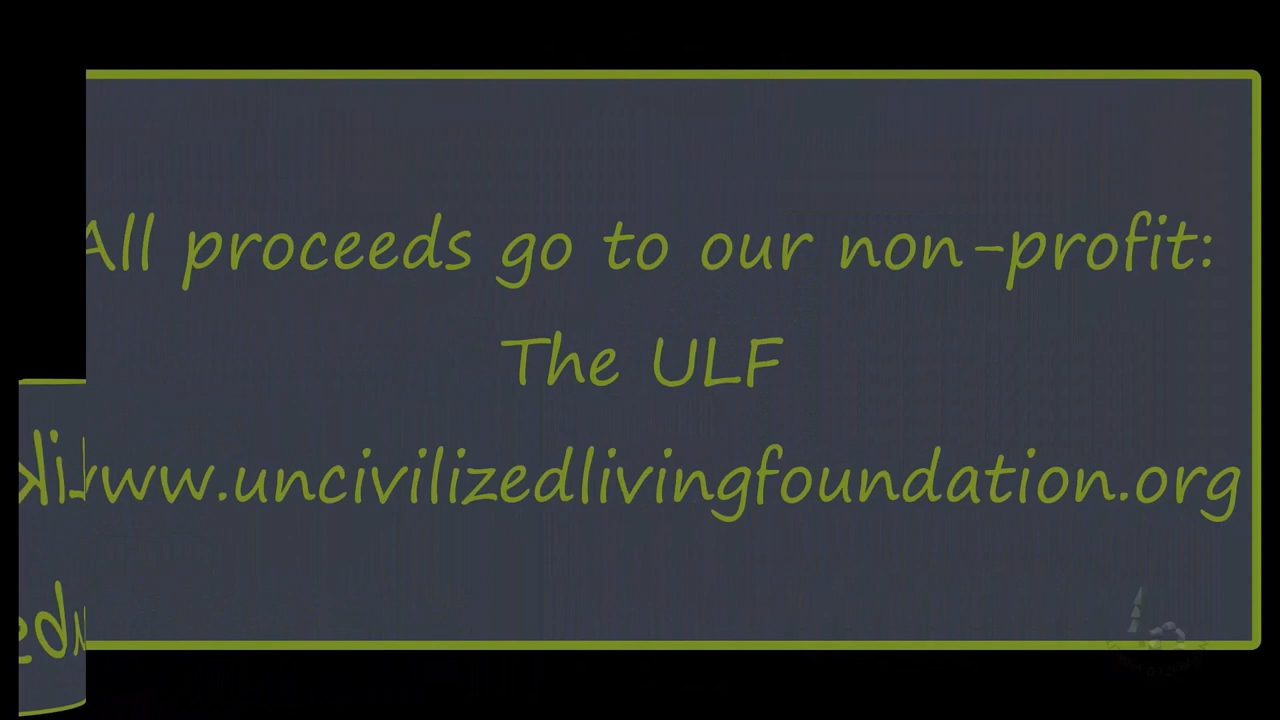 All proceeds go to our non-profit:
The ULF
www.uncivilizedlivingfoundation.org